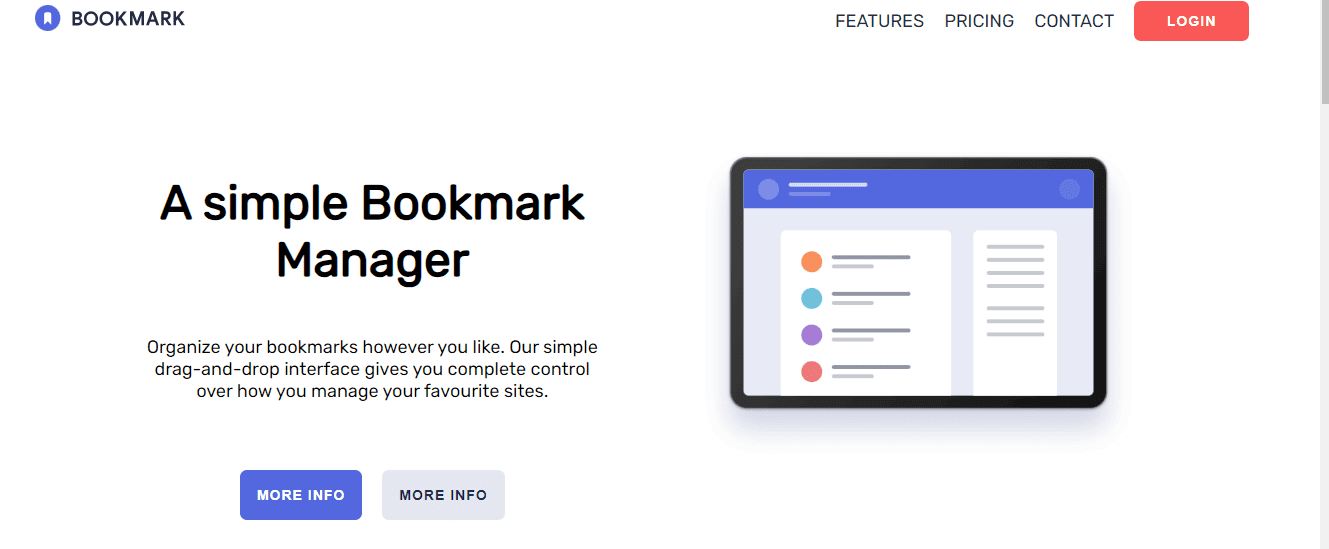 BOOKMARK
FEATURES PRICING CONTACT LOGIN
A simple Bookmark
Manager
Organize your bookmarks however you like. Our simple
drag-and-drop interface gives you complete control
over how you manage your favourite sites.
MORE INFO MORE INFO